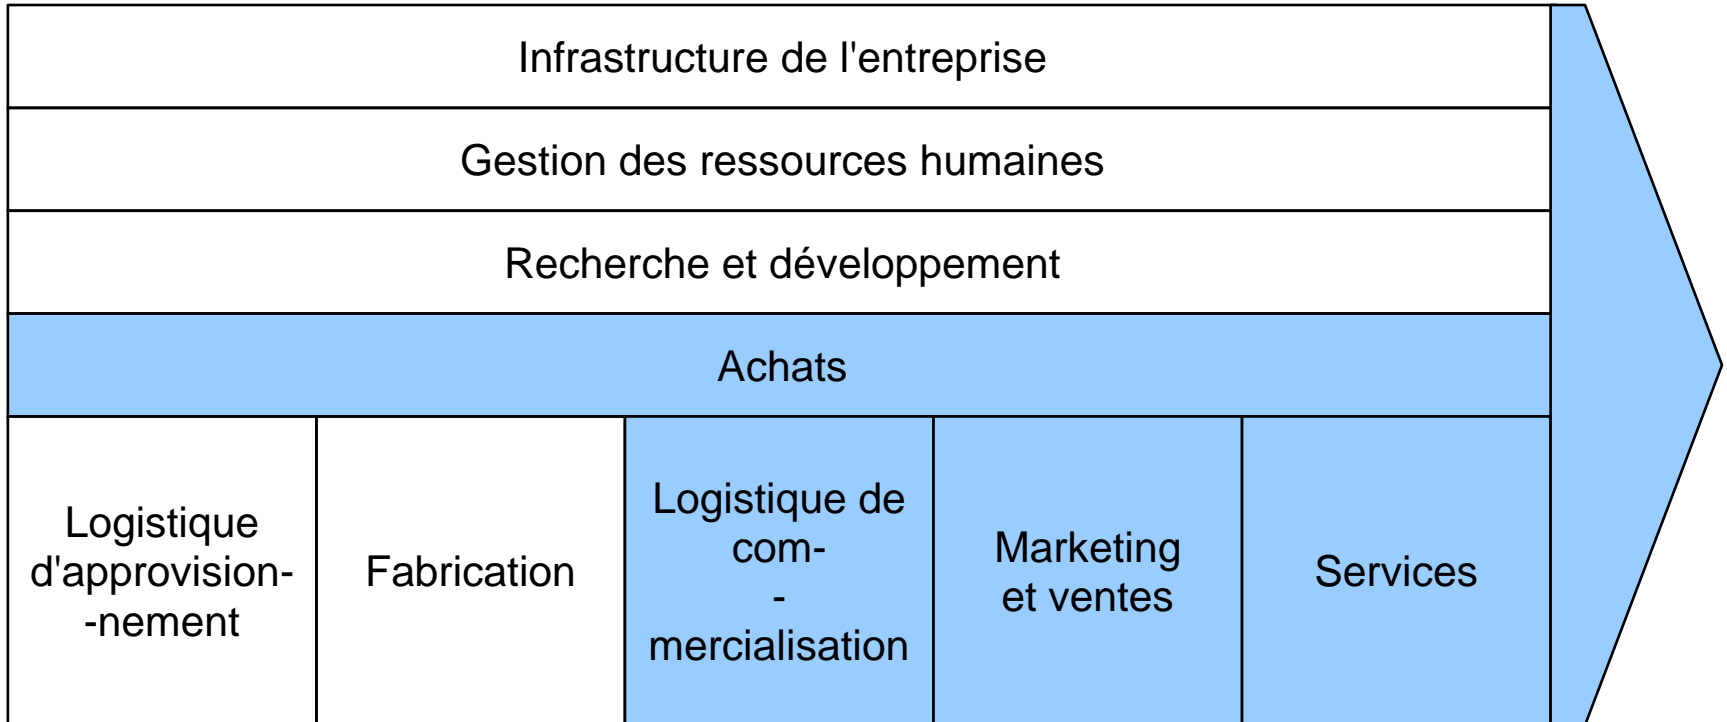 Infrastructure de l'entreprise
Gestion des ressources humaines
Recherche et développement
Achats
Logistique
d'approvision-
-nement
Fabrication
Logistique de
com-
-
mercialisation
Marketing
et ventes
Services